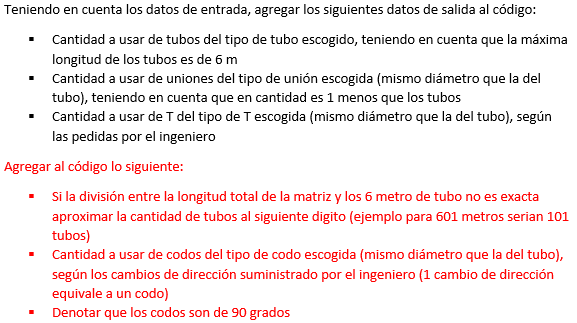 Teniendo en cuenta los datos de entrada, agregar los siguientes datos de salida al código:
▪ Cantidad a usar de tubos del tipo de tubo escogido, teniendo en cuenta que la máxima
longitud de los tubos es de 6 m
▪ Cantidad a usar de uniones del tipo de unión escogida (mismo diámetro que la del
tubo), teniendo en cuenta que en cantidad es 1 menos que los tubos
▪ Cantidad a usar de T del tipo de T escogida (mismo diámetro que la del tubo), según
las pedidas por el ingeniero
Agregar al código lo siguiente:
▪ Si la división entre la longitud total de la matriz y los 6 metro de tubo no es exacta
aproximar la cantidad de tubos al siguiente digito (ejemplo para 601 metros serian 101
tubos)
▪ Cantidad a usar de codos del tipo de codo escogida (mismo diámetro que la del tubo),
según los cambios de dirección suministrado por el ingeniero (1 cambio de dirección
equivale a un codo)
▪ Denotar que los codos son de 90 grados